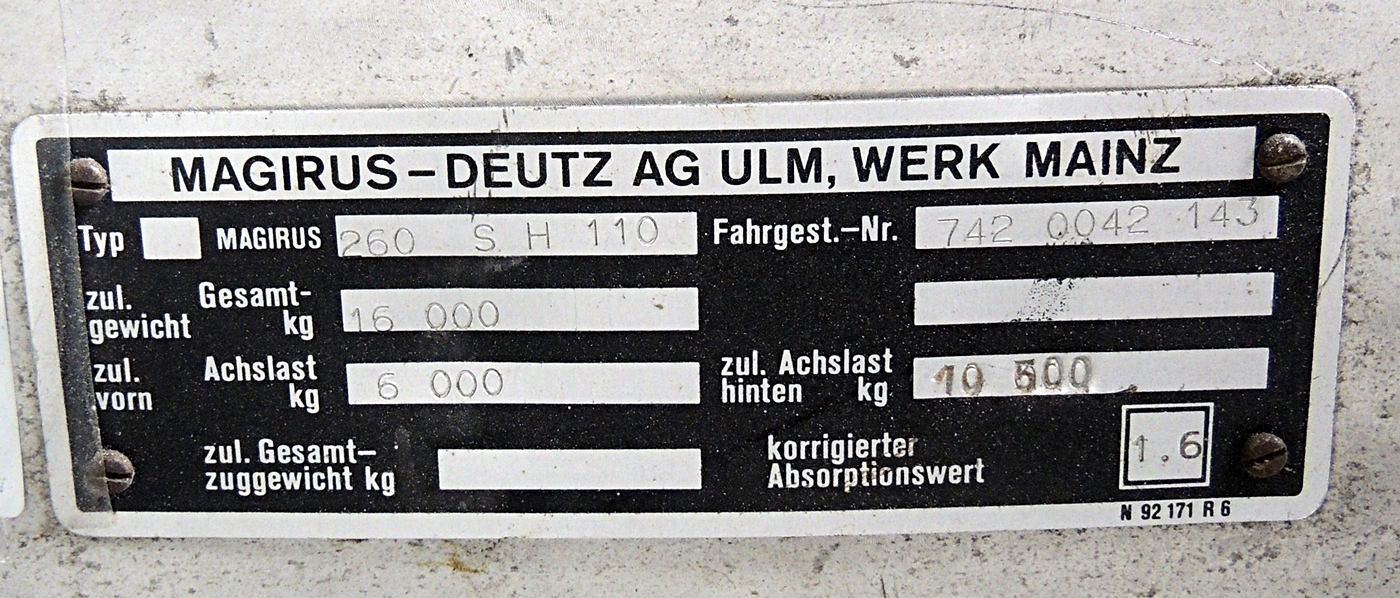 MAGIRUS-DEUTZ AG ULM, WERK MAINZ
Typ MAGIRUS 260 S H 110 Fahrgest.-Nr. 742 0042 143
zul. Gesamt-
gewicht kg 16 000
zul. Achslast
vorn kg 6 000
zul. Achslast
hinten kg 10 500
zul. Gesamt-
zuggewicht kg
korrigierter
Absorptionswert 1.6
N 92 171 R 6